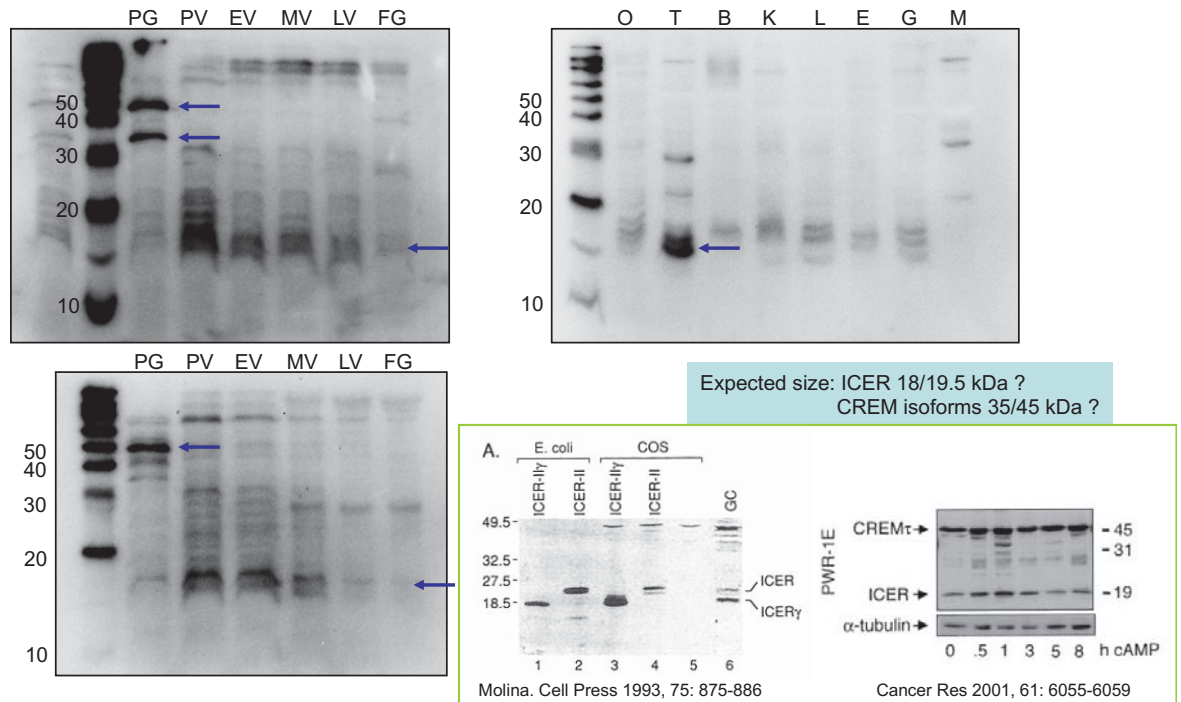 PG PV EV MV LV FG
50
40
30
20
10
O T B K L E G M
50
40
30
20
10
PG PV EV MV LV FG
50
40
30
20
10
Expected size: ICER 18/19.5 kDa ?
CREM isoforms 35/45 kDa ?
A.
E. coli COS
ICER-IIγ ICER-II ICER-IIγ ICER-II GC
49.5-
32.5-
27.5-
18.5-
ICER
ICERγ
1 2 3 4 5 6
Molina. Cell Press 1993, 75: 875-886
PWR-1E
CREMτ
- 45
- 31
ICER
- 19
α-tubulin
0 .5 1 3 5 8 h cAMP
Cancer Res 2001, 61: 6055-6059